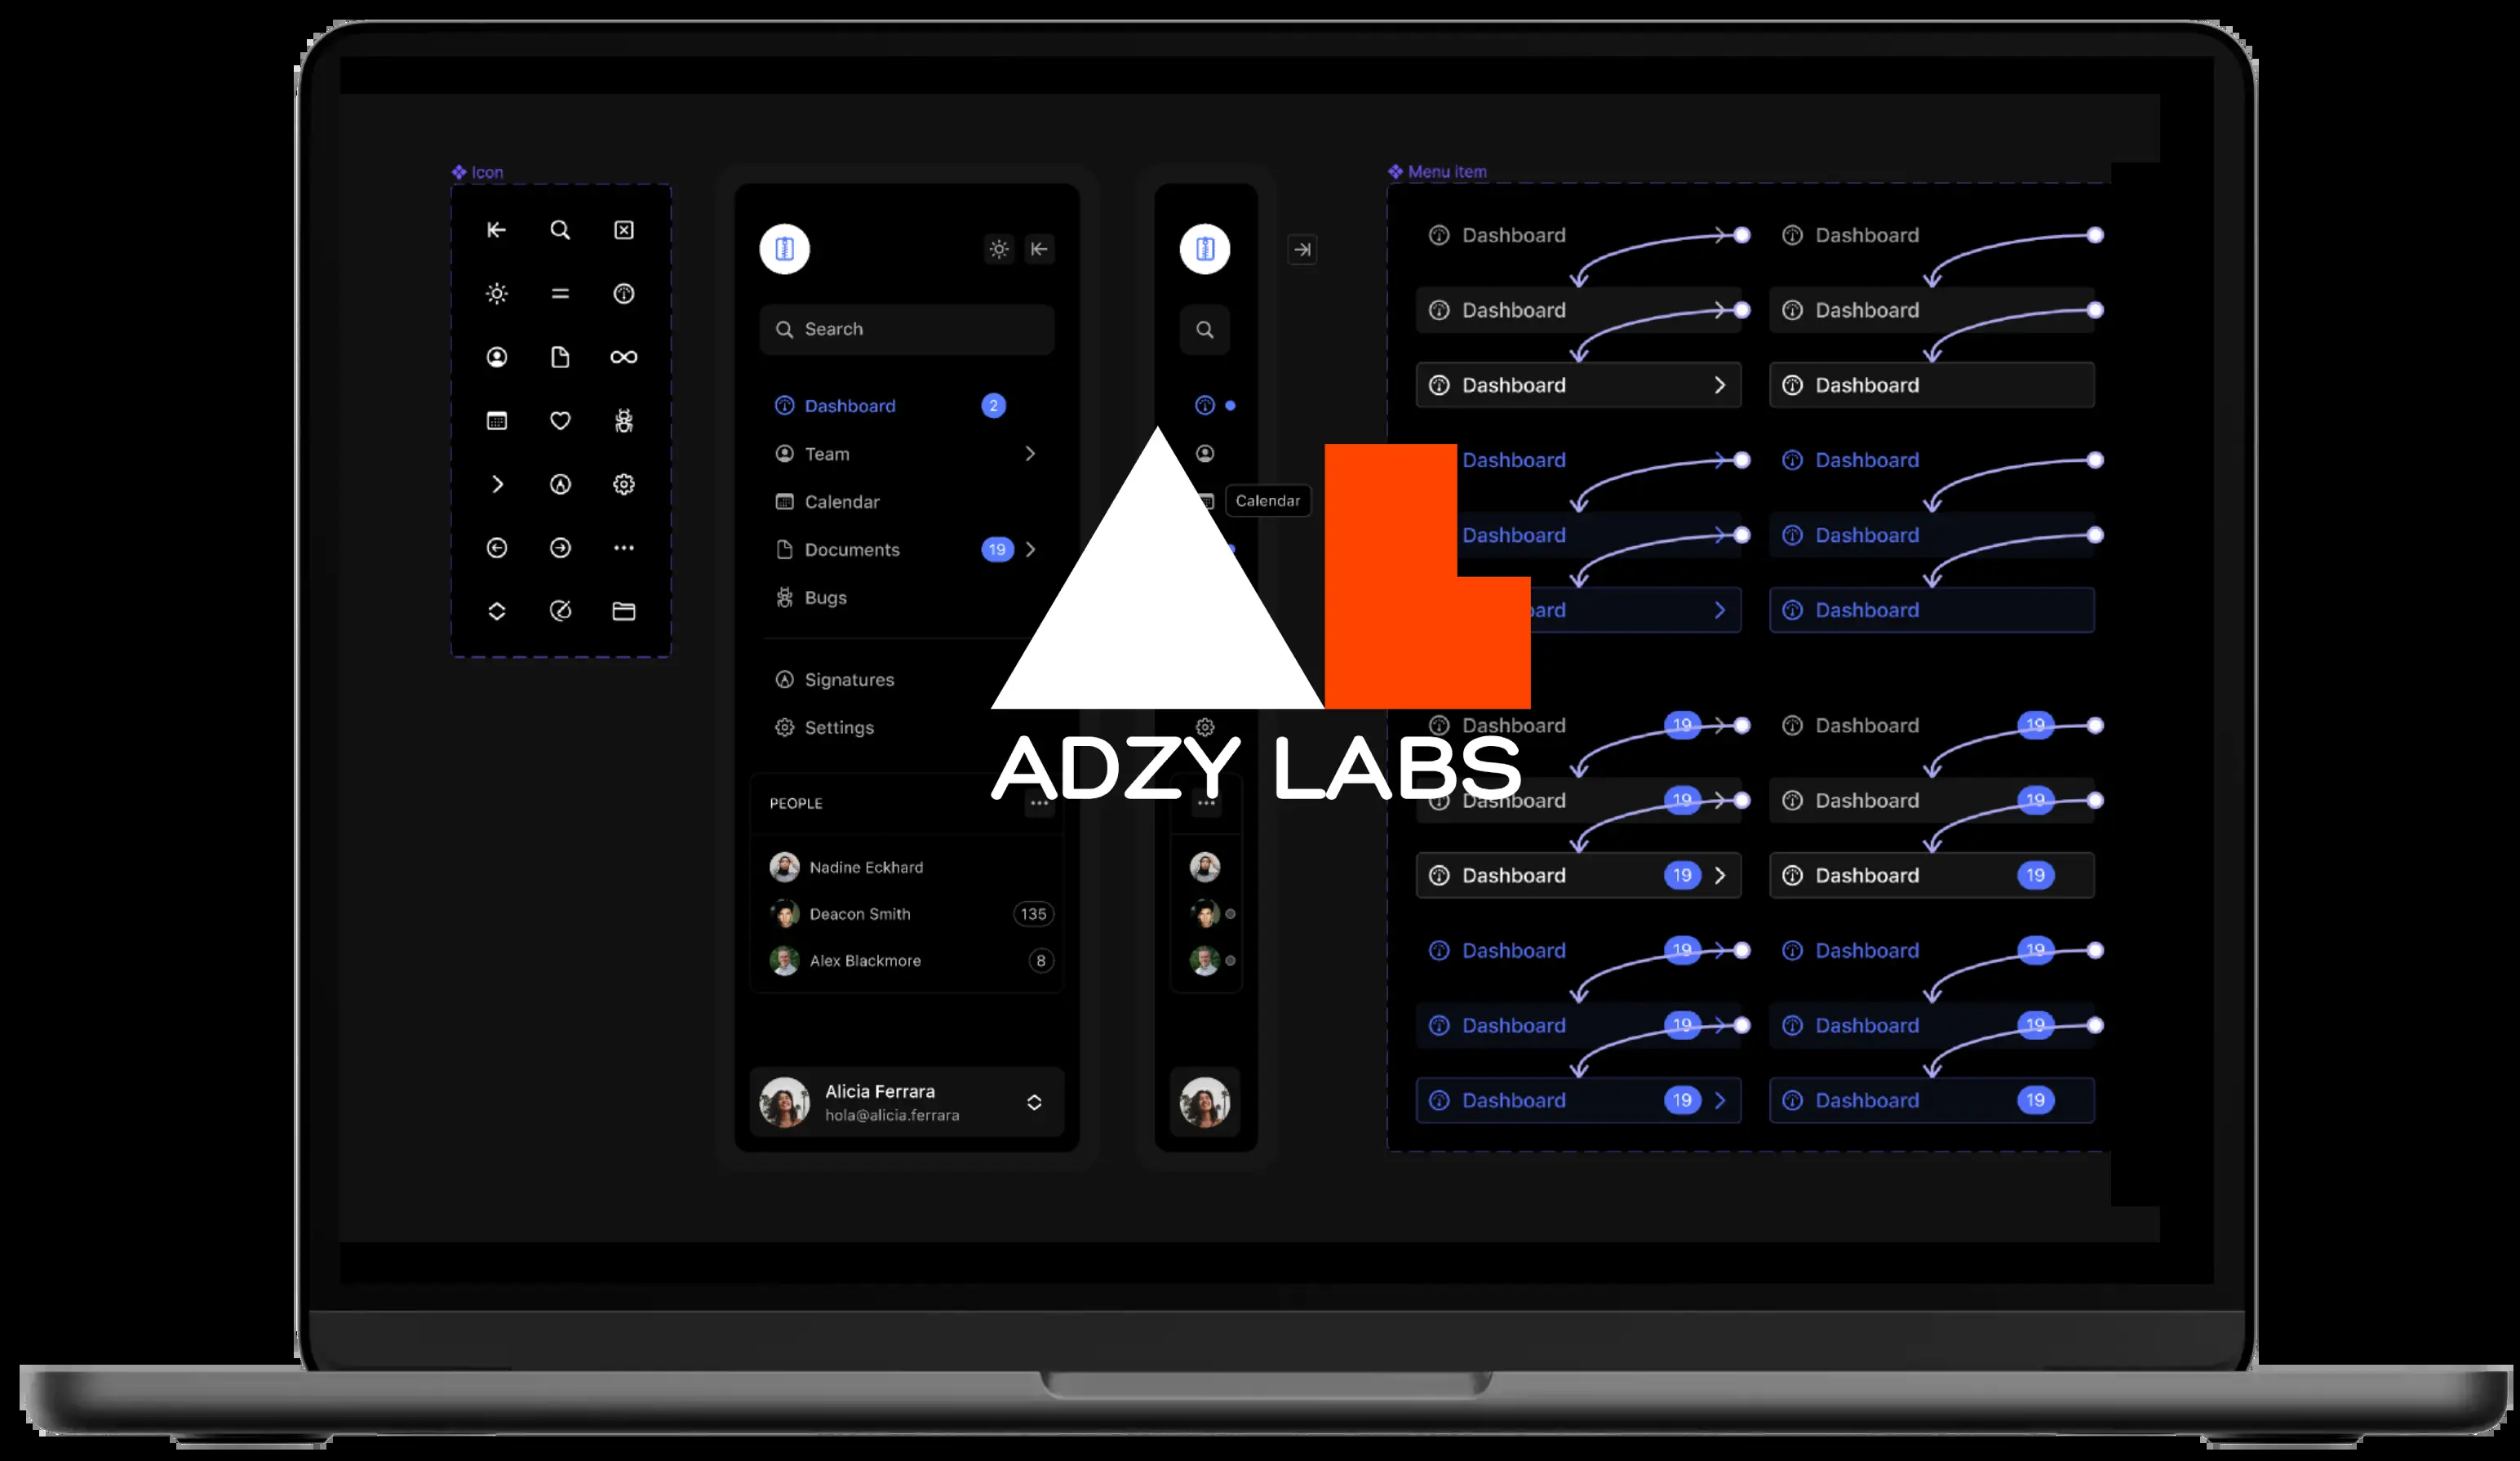 Icon
Search
Dashboard 2
Team
Calendar
Documents 19
Bugs
Signatures
Settings
PEOPLE
Nadine Eckhard
Deacon Smith 135
Alex Blackmore 8
Alicia Ferrara
hola@alicia.ferrara
Calendar
ADZY LABS
Menu item
Dashboard Dashboard
Dashboard Dashboard
Dashboard Dashboard
Dashboard Dashboard
Dashboard Dashboard
oard Dashboard
Dashboard 19 Dashboard 19
Dashboard 19 Dashboard 19
Dashboard 19 Dashboard 19
Dashboard 19 Dashboard 19
Dashboard 19 Dashboard 19
Dashboard 19 Dashboard 19